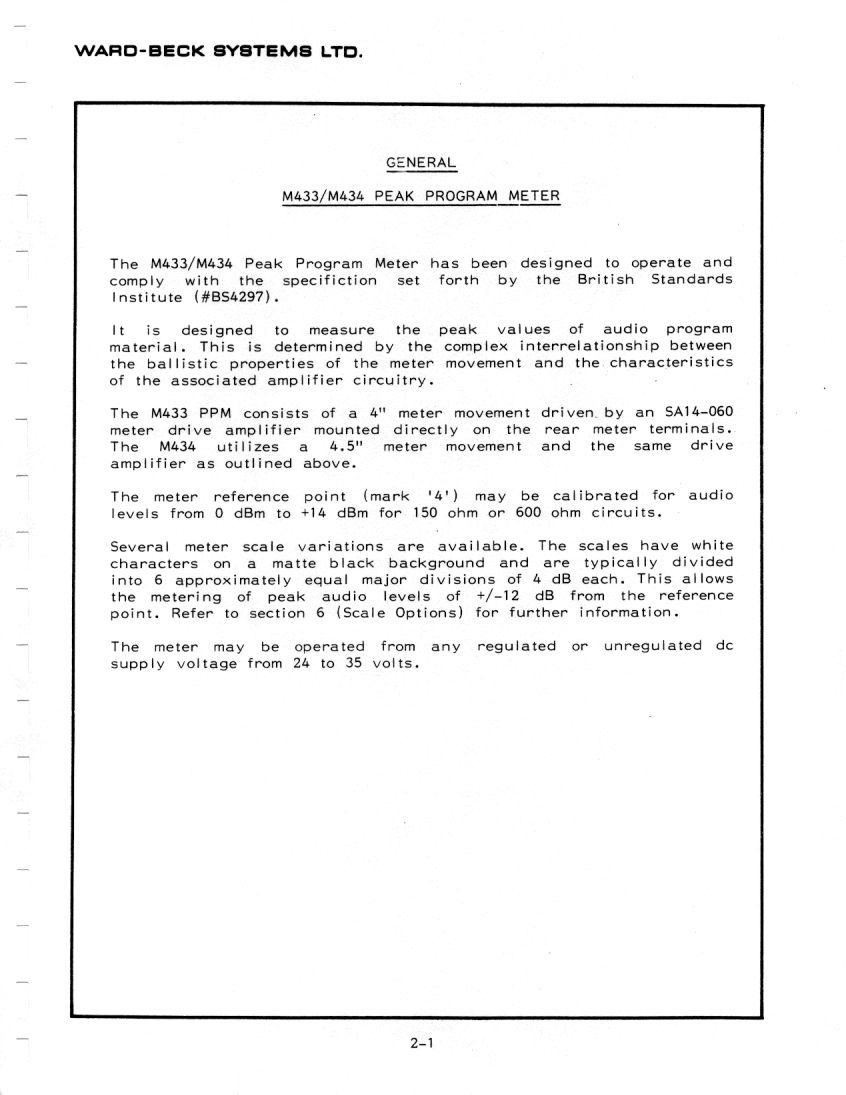 WARD-BECK SYSTEMS LTD.
GENERAL
M433/M434 PEAK PROGRAM METER
The M433/M434 Peak Program Meter has been designed to operate and
comply with the specifiction set forth by the British Standards
Institute (#BS4297).
It is designed to measure the peak values of audio program
material. This is determined by the complex interrelationship between
the ballistic properties of the meter movement and the characteristics
of the associated amplifier circuitry.
The M433 PPM consists of a 4" meter movement driven by an SA14-060
meter drive amplifier mounted directly on the rear meter terminals.
The M434 utilizes a 4.5" meter movement and the same drive
amplifier as outlined above.
The meter reference point (mark '4') may be calibrated for audio
levels from 0 dBm to +14 dBm for 150 ohm or 600 ohm circuits.
Several meter scale variations are available. The scales have white
characters on a matte black background and are typically divided
into 6 approximately equal major divisions of 4 dB each. This allows
the metering of peak audio levels of +/-12 dB from the reference
point. Refer to section 6 (Scale Options) for further information.
The meter may be operated from any regulated or unregulated dc
supply voltage from 24 to 35 volts.
2-1